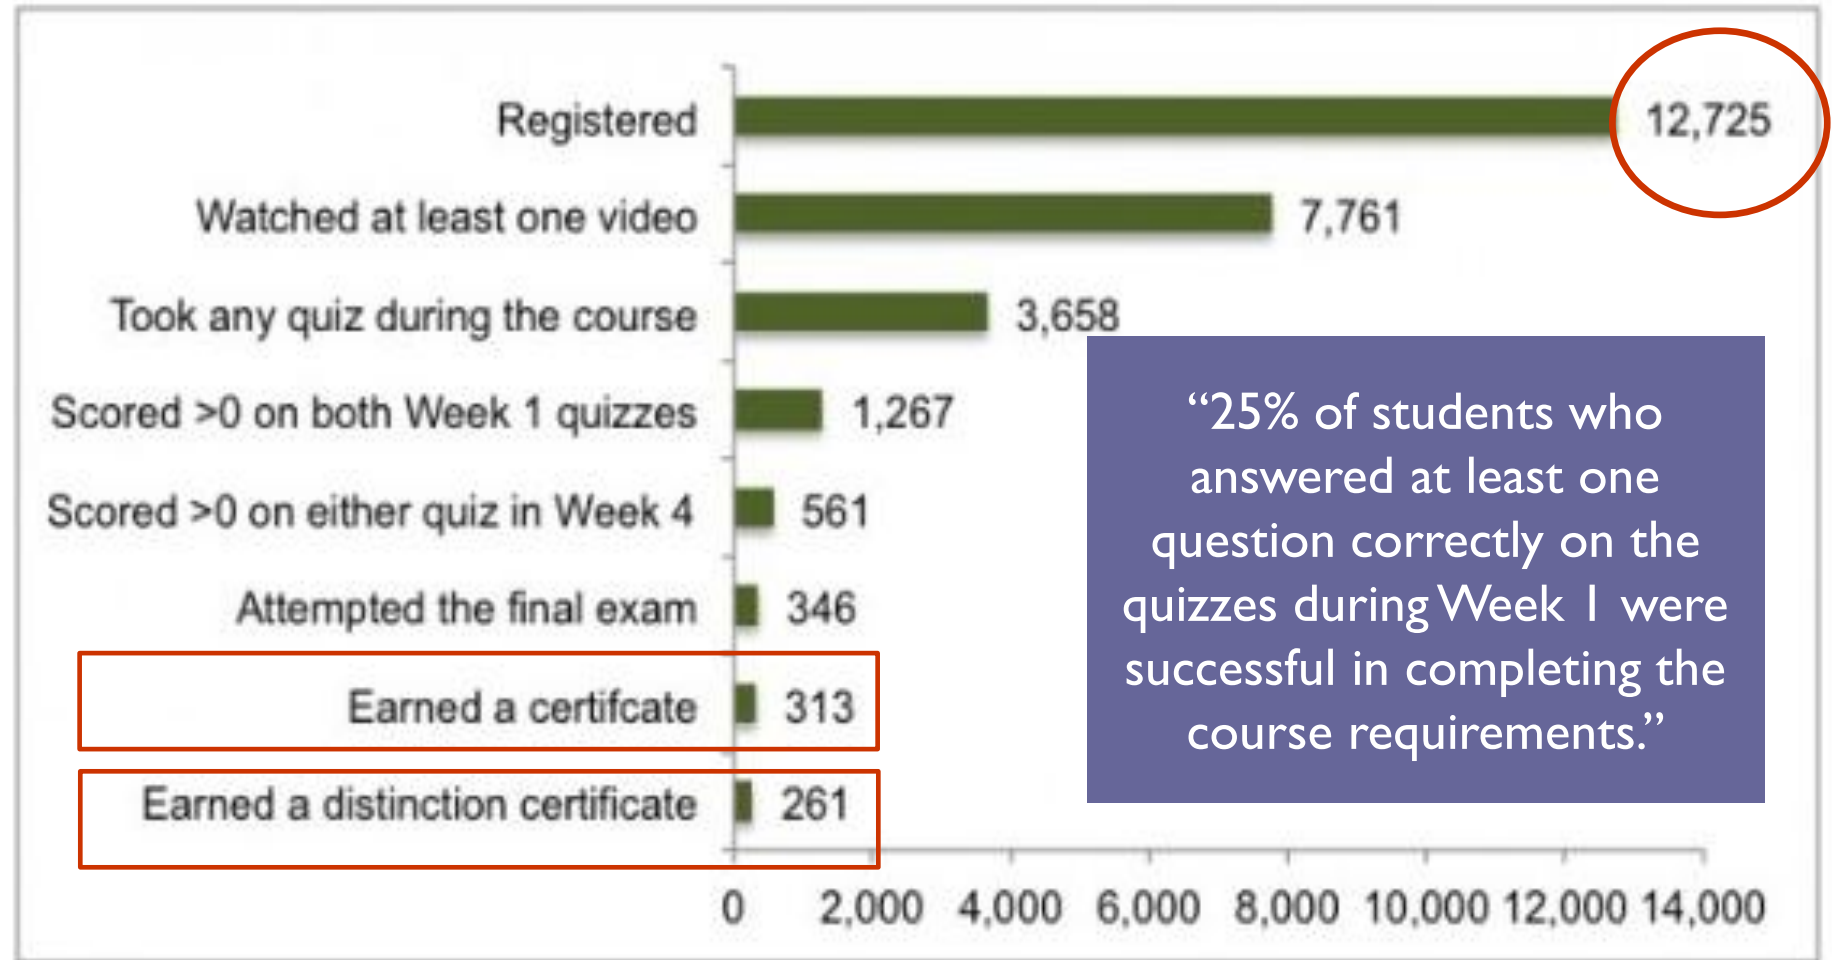 Registered 12,725
Watched at least one video 7,761
Took any quiz during the course 3,658
Scored >0 on both Week 1 quizzes 1,267
Scored >0 on either quiz in Week 4 561
Attempted the final exam 346
Earned a certifcate 313
Earned a distinction certificate 261
0 2,000 4,000 6,000 8,000 10,000 12,000 14,000
“25% of students who
answered at least one
question correctly on the
quizzes during Week 1 were
successful in completing the
course requirements.”